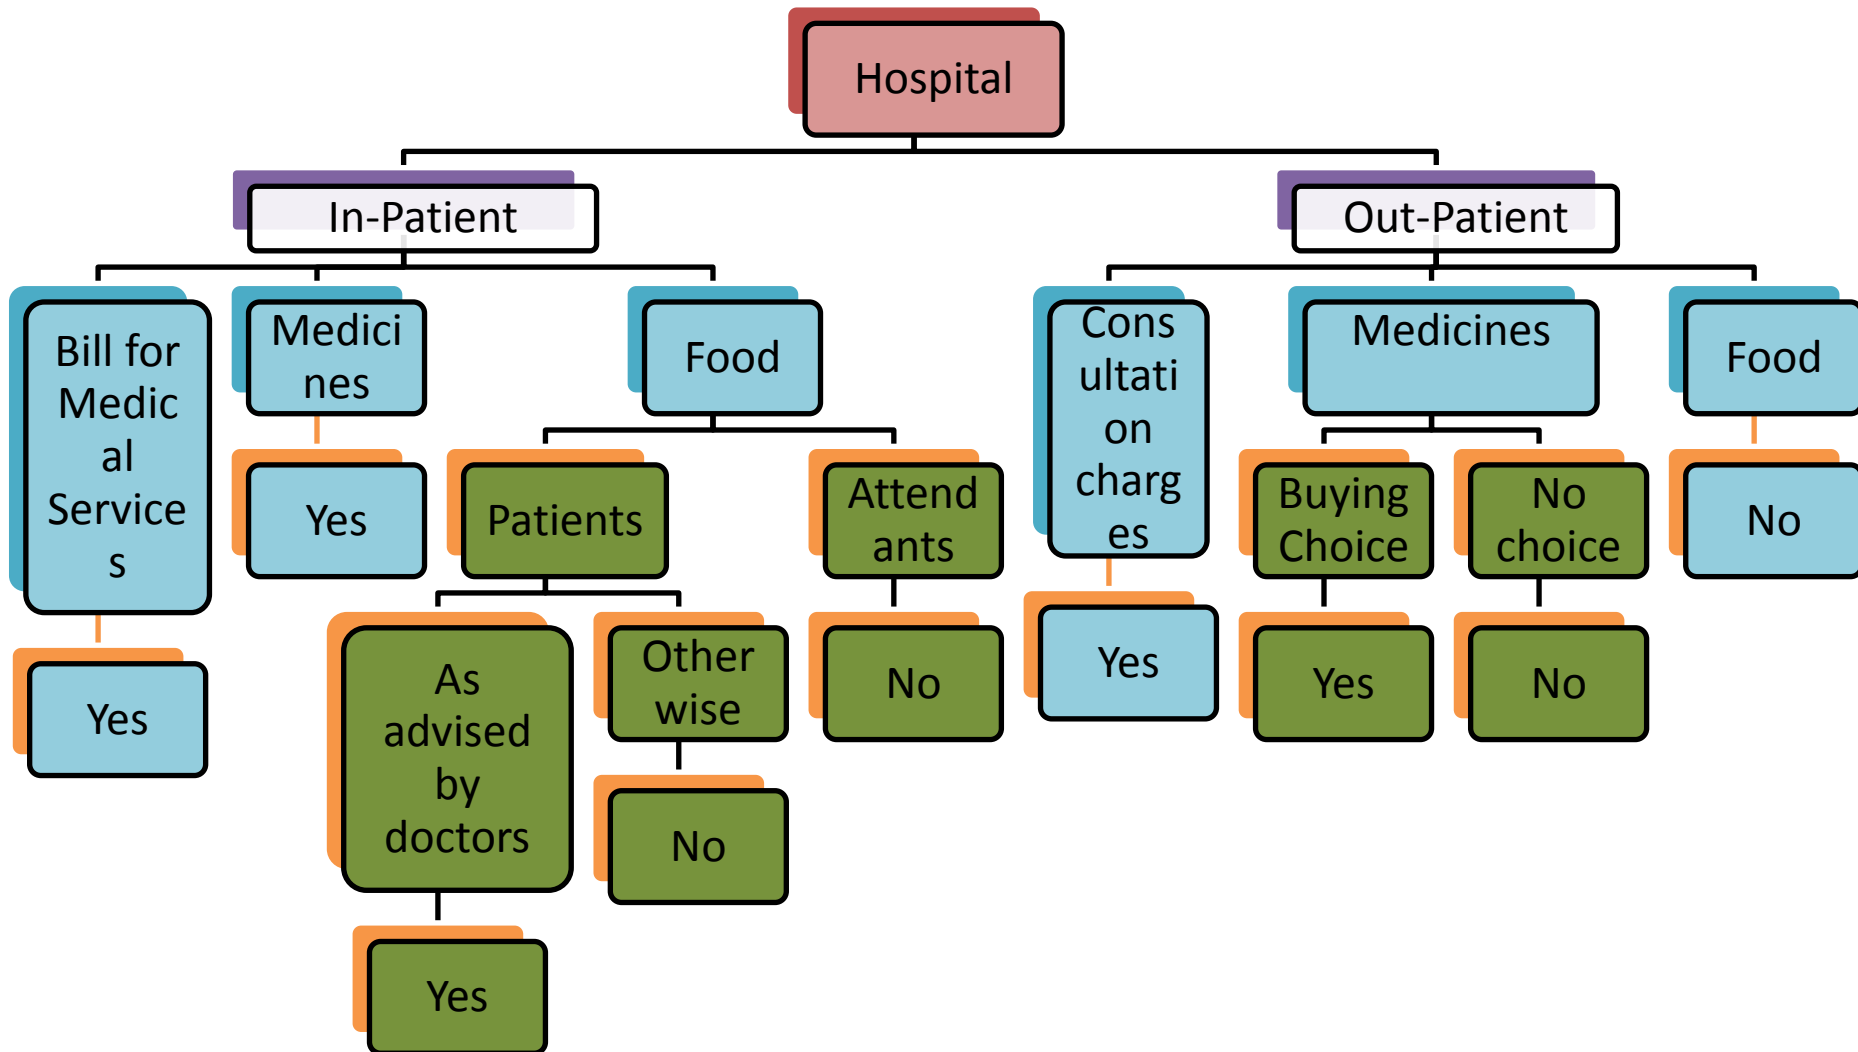 Hospital
In-Patient
Out-Patient
Bill for
Medic
al
Service
s
Medici
nes
Food
Cons
ultati
on
charg
es
Medicines
Food
Yes
Patients
Attend
ants
Buying
Choice
No
choice
No
Yes
As
advised
by
doctors
Other
wise
No
Yes
Yes
No
No
Yes